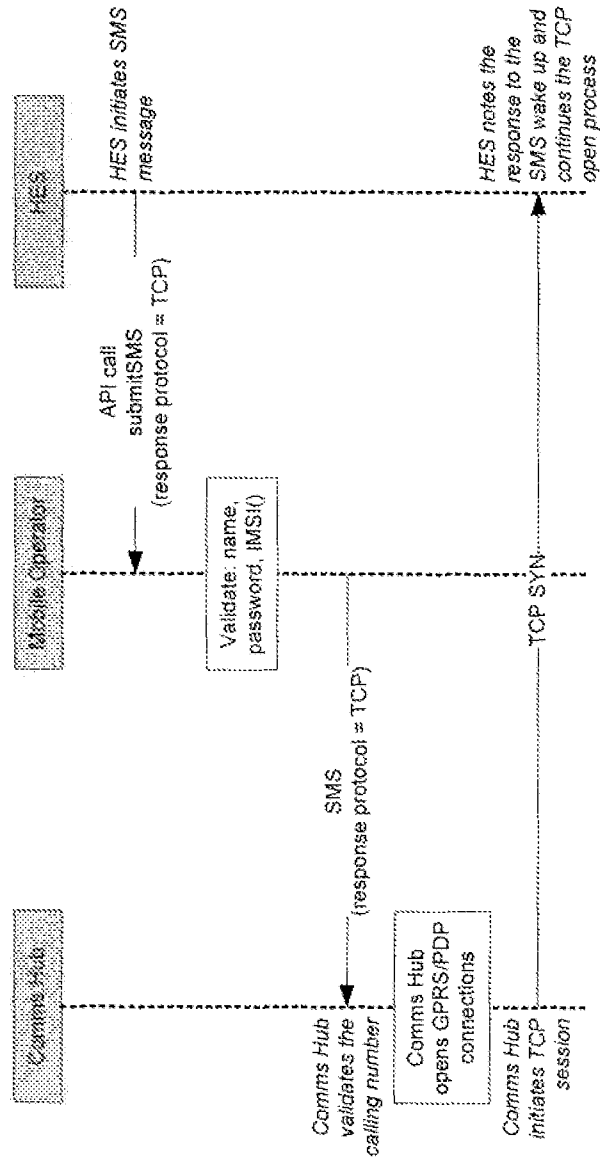 Comms Hub
Mobile Operator
HES
HES initiates SMS
message
API call
submitSMS
(response protocol = TCP)
Validate: name,
password, IMSI()
SMS
(response protocol = TCP)
Comms Hub
validates the
calling number
Comms Hub
opens GPRS/PDP
connections
Comms Hub
initiates TCP
session
TCP SYN
HES notes the
response to the
SMS wake up and
continues the TCP
open process